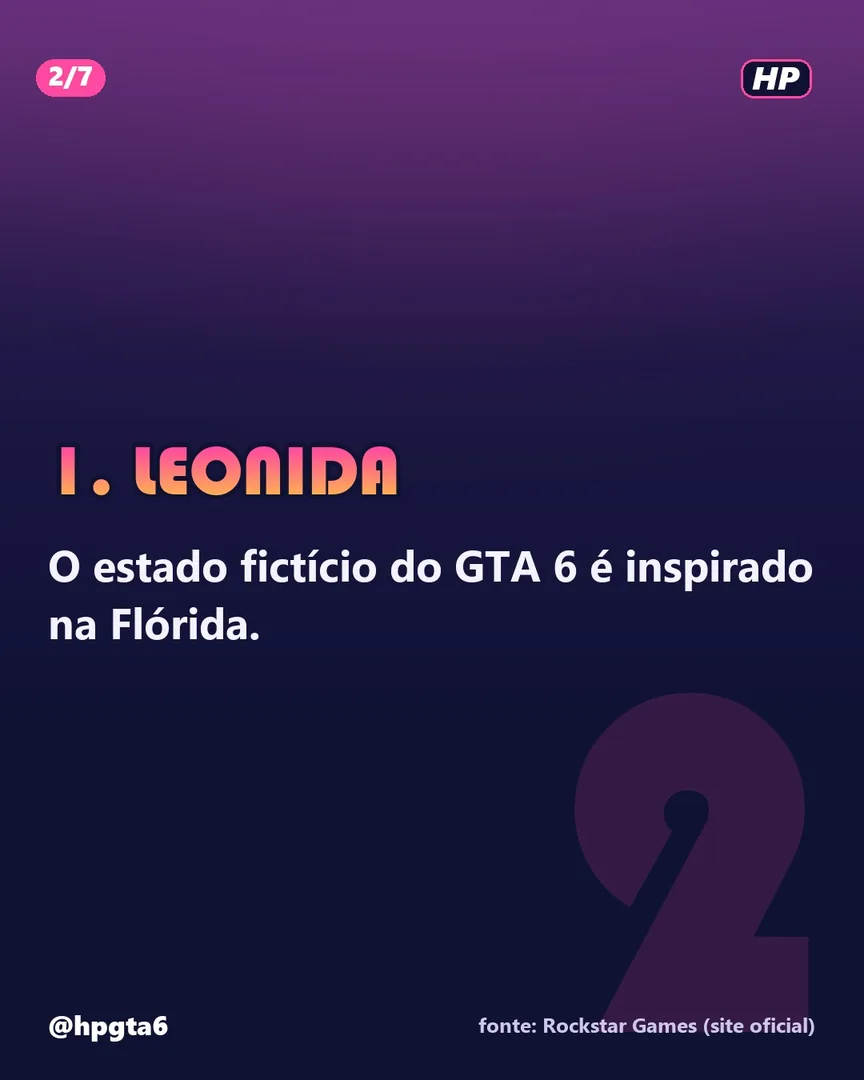 2/7
HP
1. LEONIDA
O estado fictício do GTA 6 é inspirado
na Flórida.
2
@hpgta6
fonte: Rockstar Games (site oficial)